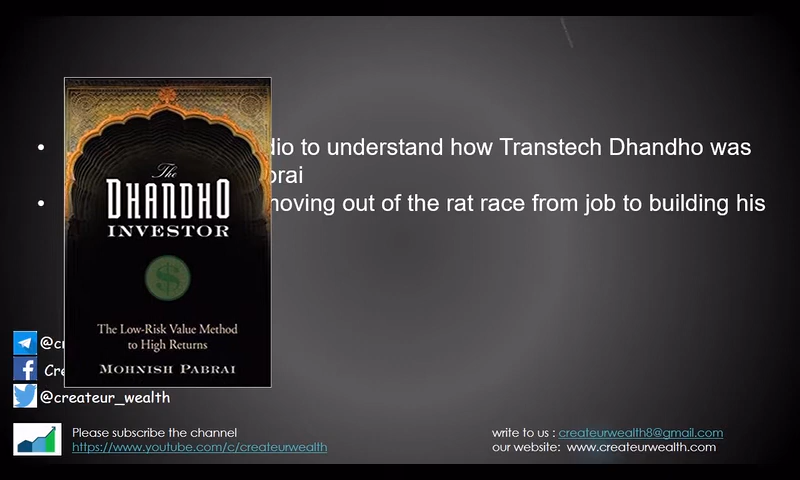 dio to understand how Transtech Dhandho was
brai
moving out of the rat race from job to building his
The
DHANDHO
INVESTOR
$
The Low-Risk Value Method
to High Returns
MOHNISH PABRAI
@c
Cre
@createur_wealth
Please subscribe the channel
https://www.youtube.com/c/createurwealth
write to us : createurwealth8@gmail.com
our website: www.createurwealth.com